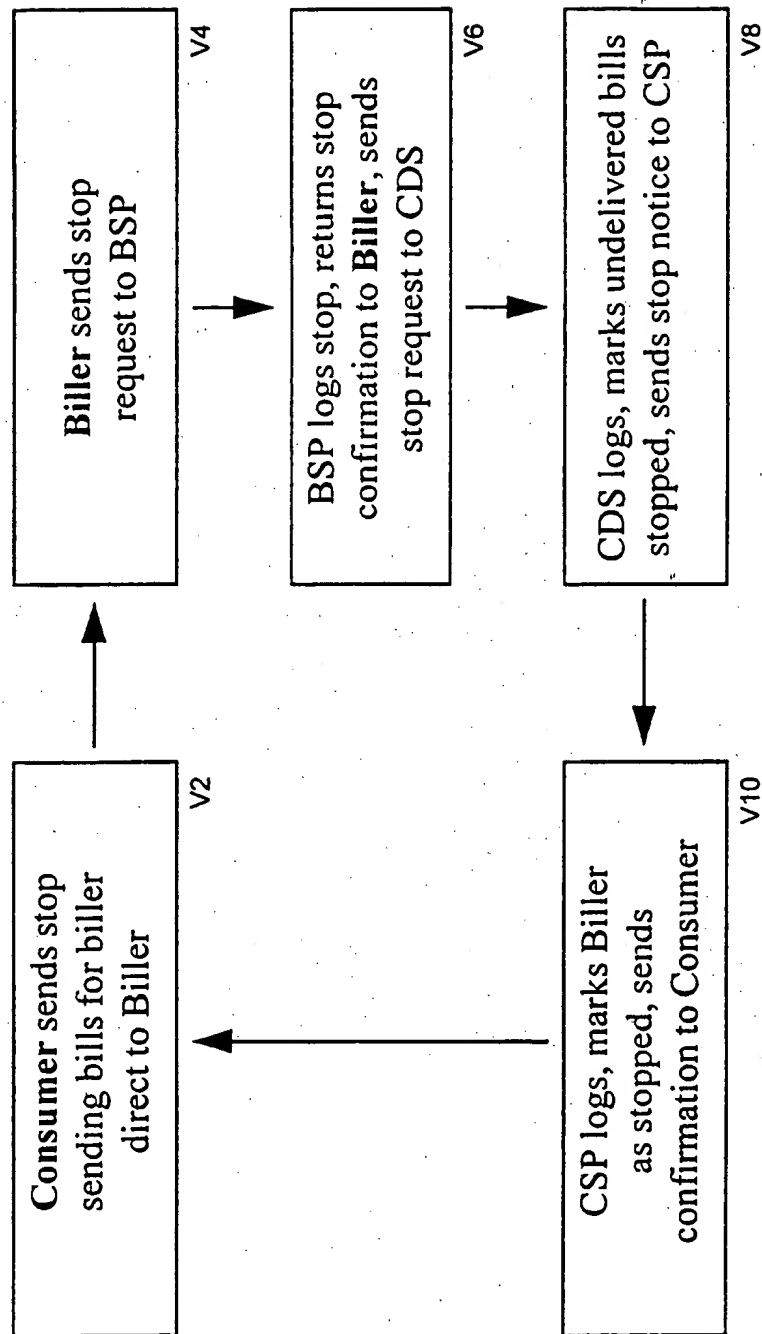 Consumer sends stop
sending bills for biller
direct to Biller
V2
Biller sends stop
request to BSP
V4
BSP logs stop, returns stop
confirmation to Biller, sends
stop request to CDS
V6
CDS logs, marks undelivered bills
stopped, sends stop notice to CSP
V8
CSP logs, marks Biller
as stopped, sends
confirmation to Consumer
V10